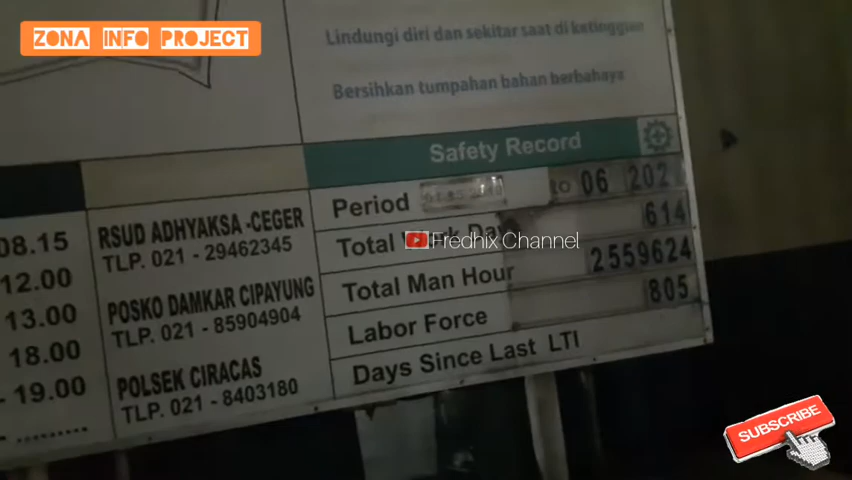 ZONA INFO PROJECT
Lindungi diri dan sekitar saat di ketinggian
Bersihkan tumpahan bahan berbahaya
Safety Record
Period to 06 202
Total Work Day 614
Total Man Hour 2559624
Labor Force 805
Days Since Last LTI
08.15
12.00
13.00
18.00
- 19.00
- .........
RSUD ADHYAKSA -CEGER
TLP. 021 - 29462345
POSKO DAMKAR CIPAYUNG
TLP. 021 - 85904904
POLSEK CIRACAS
TLP. 021 - 8403180
Fredhix Channel
SUBSCRIBE